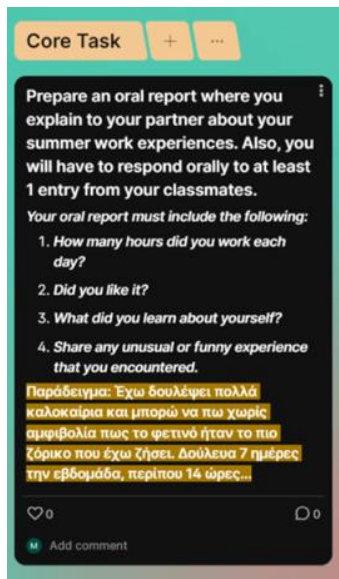 Core Task + ...
Prepare an oral report where you
explain to your partner about your
summer work experiences. Also, you
will have to respond orally to at least
1 entry from your classmates.
Your oral report must include the following:
1. How many hours did you work each
day?
2. Did you like it?
3. What did you learn about yourself?
4. Share any unusual or funny experience
that you encountered.
Παράδειγμα: Έχω δουλέψει πολλά
καλοκαίρια και μπορώ να πω χωρίς
αμφιβολία πως το φετινό ήταν το πιο
ζόρικο που έχω ζήσει. Δούλευα 7 ημέρες
την εβδομάδα, περίπου 14 ώρες...
0 0
M Add comment